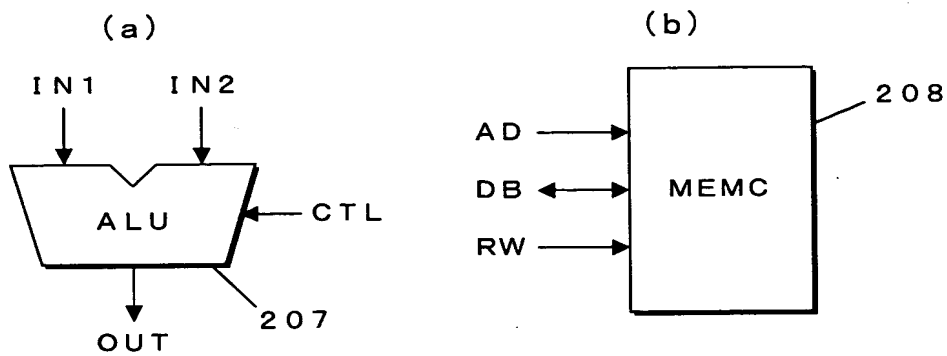 (a)
IN1 IN2
ALU
CTL
207
OUT
(b)
208
AD
DB
MEMC
RW